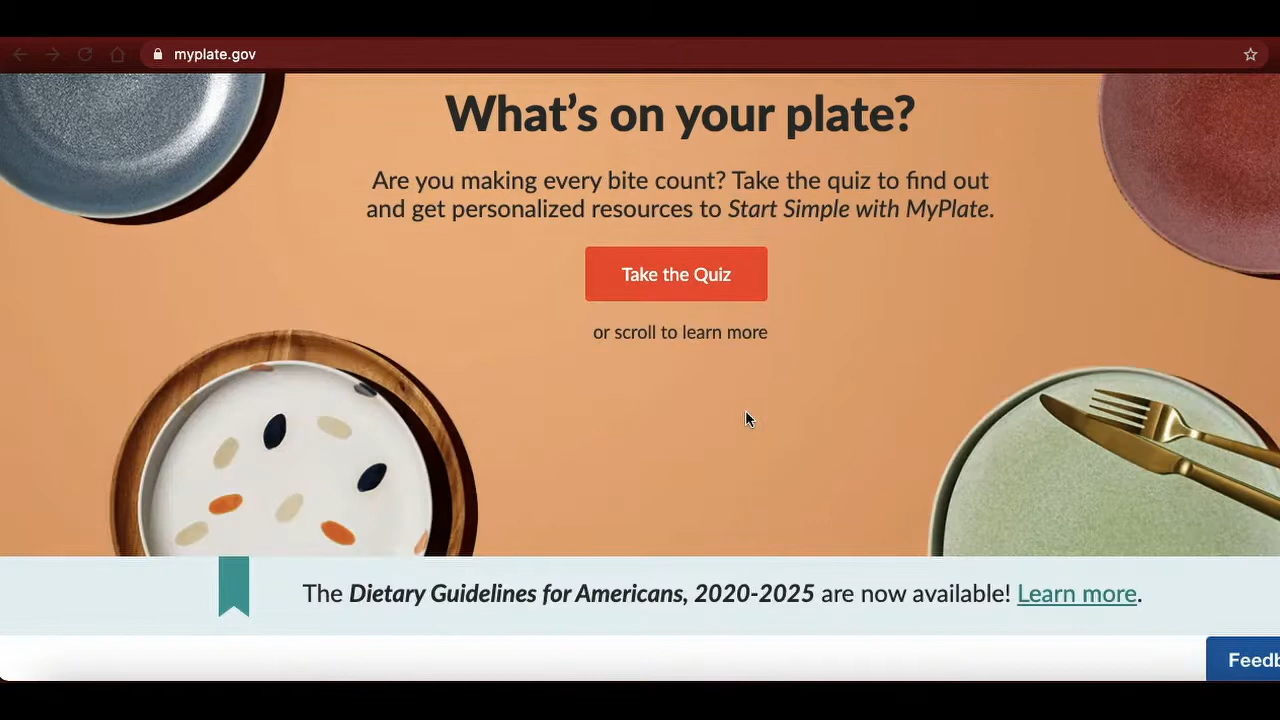 myplate.gov
What's on your plate?
Are you making every bite count? Take the quiz to find out
and get personalized resources to Start Simple with MyPlate.
Take the Quiz
or scroll to learn more
The Dietary Guidelines for Americans, 2020-2025 are now available! Learn more.
Feedb